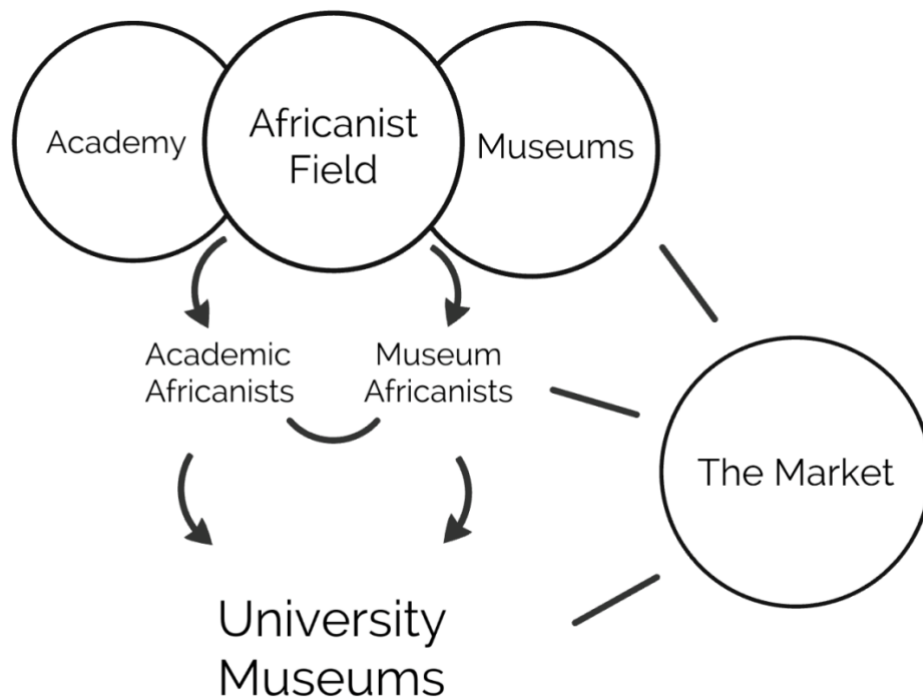 Academy
Africanist
Field
Museums
Academic
Africanists
Museum
Africanists
The Market
University
Museums